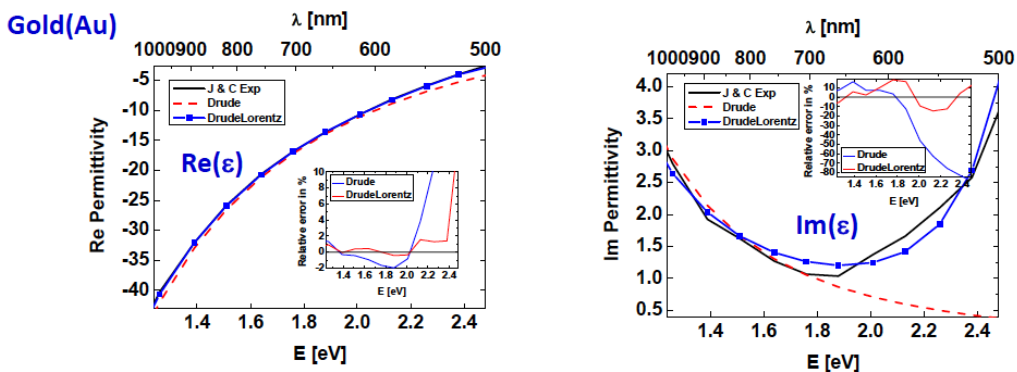 Gold(Au)
λ [nm]
1000 900 800 700 600 500
-5
-10
-15
-20
-25
-30
-35
-40
Re Permittivity
J & C Exp
Drude
DrudeLorentz
Re(ε)
10
8
6
4
2
0
-2
Relative error in %
Drude
DrudeLorentz
1.4 1.6 1.8 2.0 2.2 2.4
E [eV]
1.4 1.6 1.8 2.0 2.2 2.4
E [eV]
λ [nm]
1000 900 800 700 600 500
4.0
3.5
3.0
2.5
2.0
1.5
1.0
0.5
Im Permittivity
J & C Exp
Drude
DrudeLorentz
Im(ε)
10
0
-10
-20
-30
-40
-50
-60
-70
-80
Relative error in %
Drude
DrudeLorentz
1.4 1.6 1.8 2.0 2.2 2.4
E [eV]
1.4 1.6 1.8 2.0 2.2 2.4
E [eV]